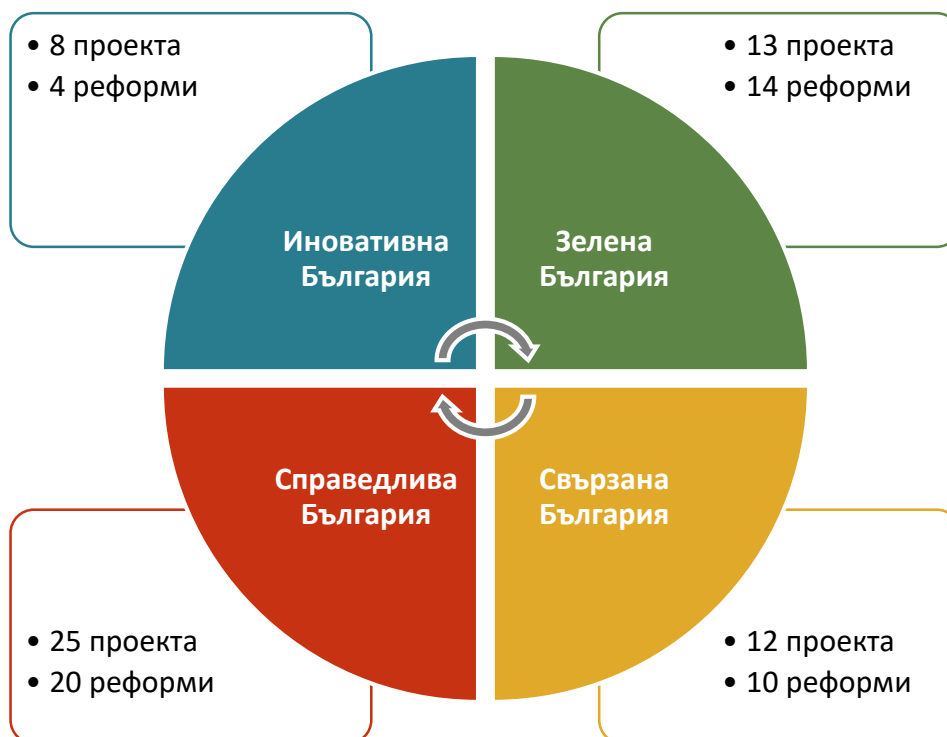 • 8 проекта
• 4 реформи
• 13 проекта
• 14 реформи
Иновативна
България
Зелена
България
Справедлива
България
Свързана
България
• 25 проекта
• 20 реформи
• 12 проекта
• 10 реформи